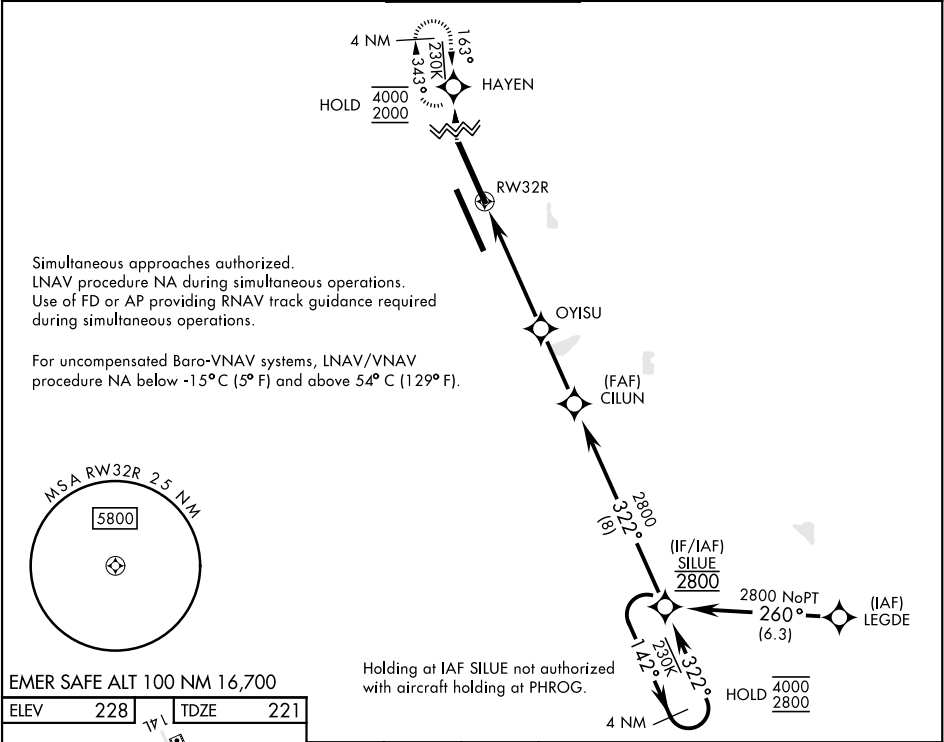 4 NM
230K
163°
343°
HAYEN
HOLD 4000
2000
RW32R
Simultaneous approaches authorized.
LNAV procedure NA during simultaneous operations.
Use of FD or AP providing RNAV track guidance required
during simultaneous operations.
OYISU
For uncompensated Baro-VNAV systems, LNAV/VNAV
procedure NA below -15°C (5° F) and above 54° C (129° F).
(FAF)
CILUN
MSA RW32R 25 NM
5800
2800
322°
(8)
(IF/IAF)
SILUE
2800
2800 NoPT
260°
(6.3)
(IAF)
LEGDE
142°
230K
322°
HOLD 4000
2800
4 NM
Holding at IAF SILUE not authorized
with aircraft holding at PHROG.
EMER SAFE ALT 100 NM 16,700
ELEV 228
TDZE 221
14L